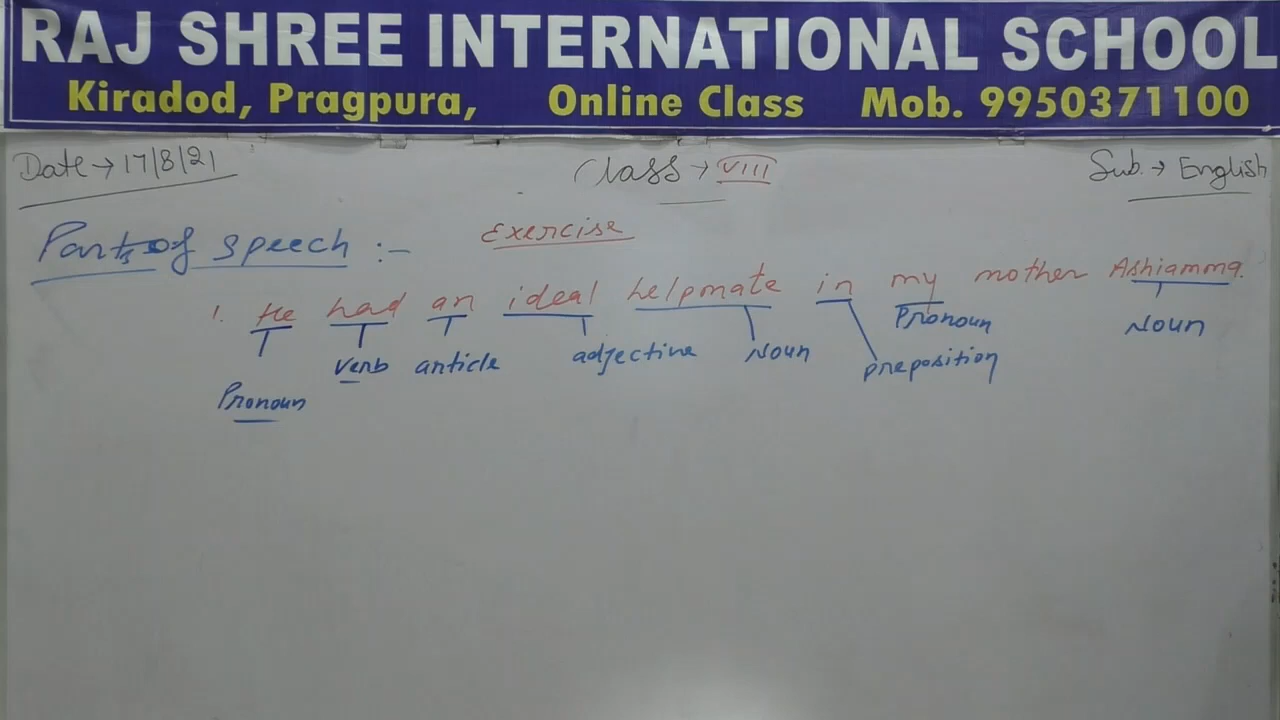 RAJ SHREE INTERNATIONAL SCHOOL
Kiradod, Pragpura, Online Class Mob. 9950371100
Date → 17/8/21 Class → VIII Sub. → English
Parts of speech :- Exercise
1. He had an ideal helpmate in my mother Ashiamma.
Pronoun verb article adjective Noun preposition Pronoun Noun